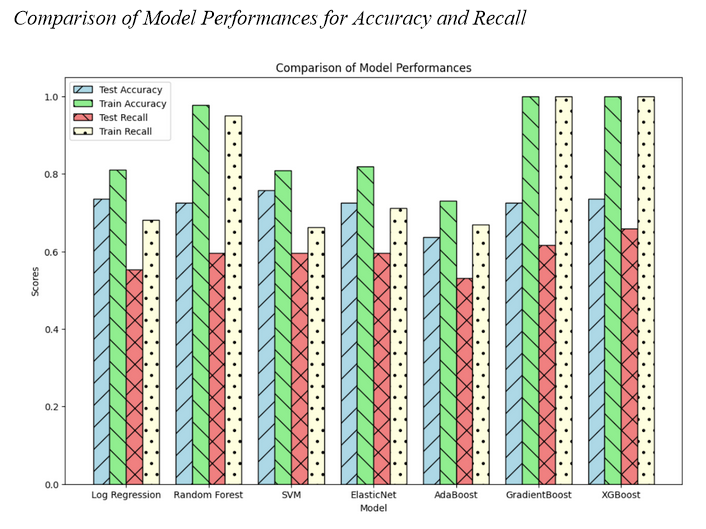 Comparison of Model Performances for Accuracy and Recall
Comparison of Model Performances
Test Accuracy
Train Accuracy
Test Recall
Train Recall
1.0
0.8
0.6
0.4
0.2
0.0
Scores
Log Regression Random Forest SVM ElasticNet AdaBoost GradientBoost XGBoost
Model